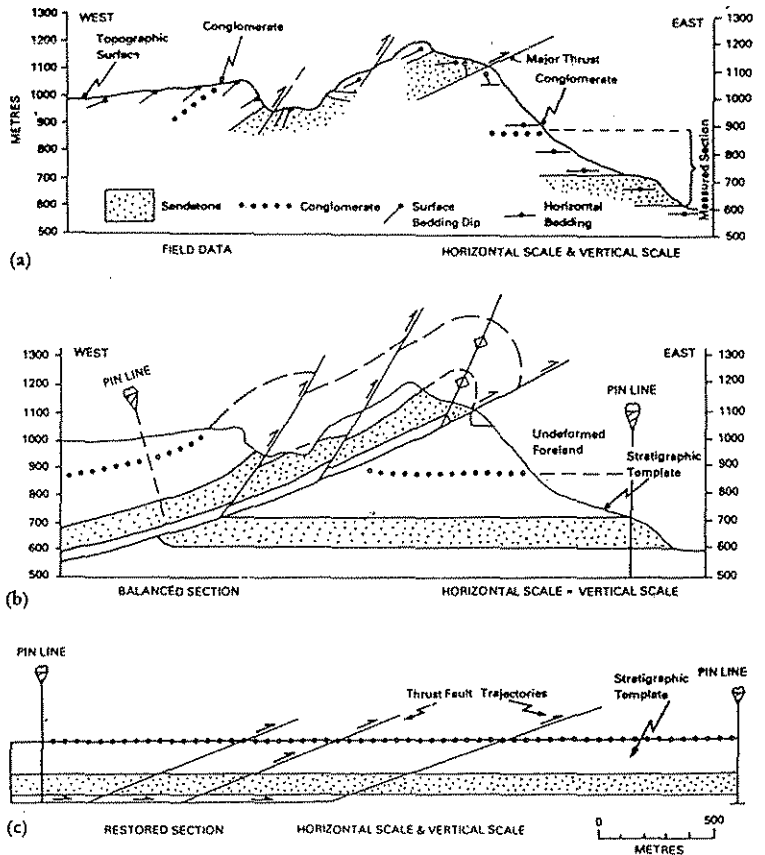 WEST
EAST
1300
1200
1100
1000
900
800
700
600
500
METRES
Topographic
Surface
Conglomerate
Major Thrust
Conglomerate
1300
1200
1100
1000
900
800
700
600
500
Measured Section
Sandstone
Conglomerate
Surface
Bedding Dip
Horizontal
Bedding
(a)
FIELD DATA
HORIZONTAL SCALE & VERTICAL SCALE
WEST
EAST
1300
1200
1100
1000
900
800
700
600
500
PIN LINE
PIN LINE
Undeformed
Foreland
Stratigraphic
Template
1300
1200
1100
1000
900
800
700
600
500
(b)
BALANCED SECTION
HORIZONTAL SCALE = VERTICAL SCALE
PIN LINE
PIN LINE
Thrust Fault Trajectories
Stratigraphic
Template
(c)
RESTORED SECTION
HORIZONTAL SCALE & VERTICAL SCALE
0 500
METRES